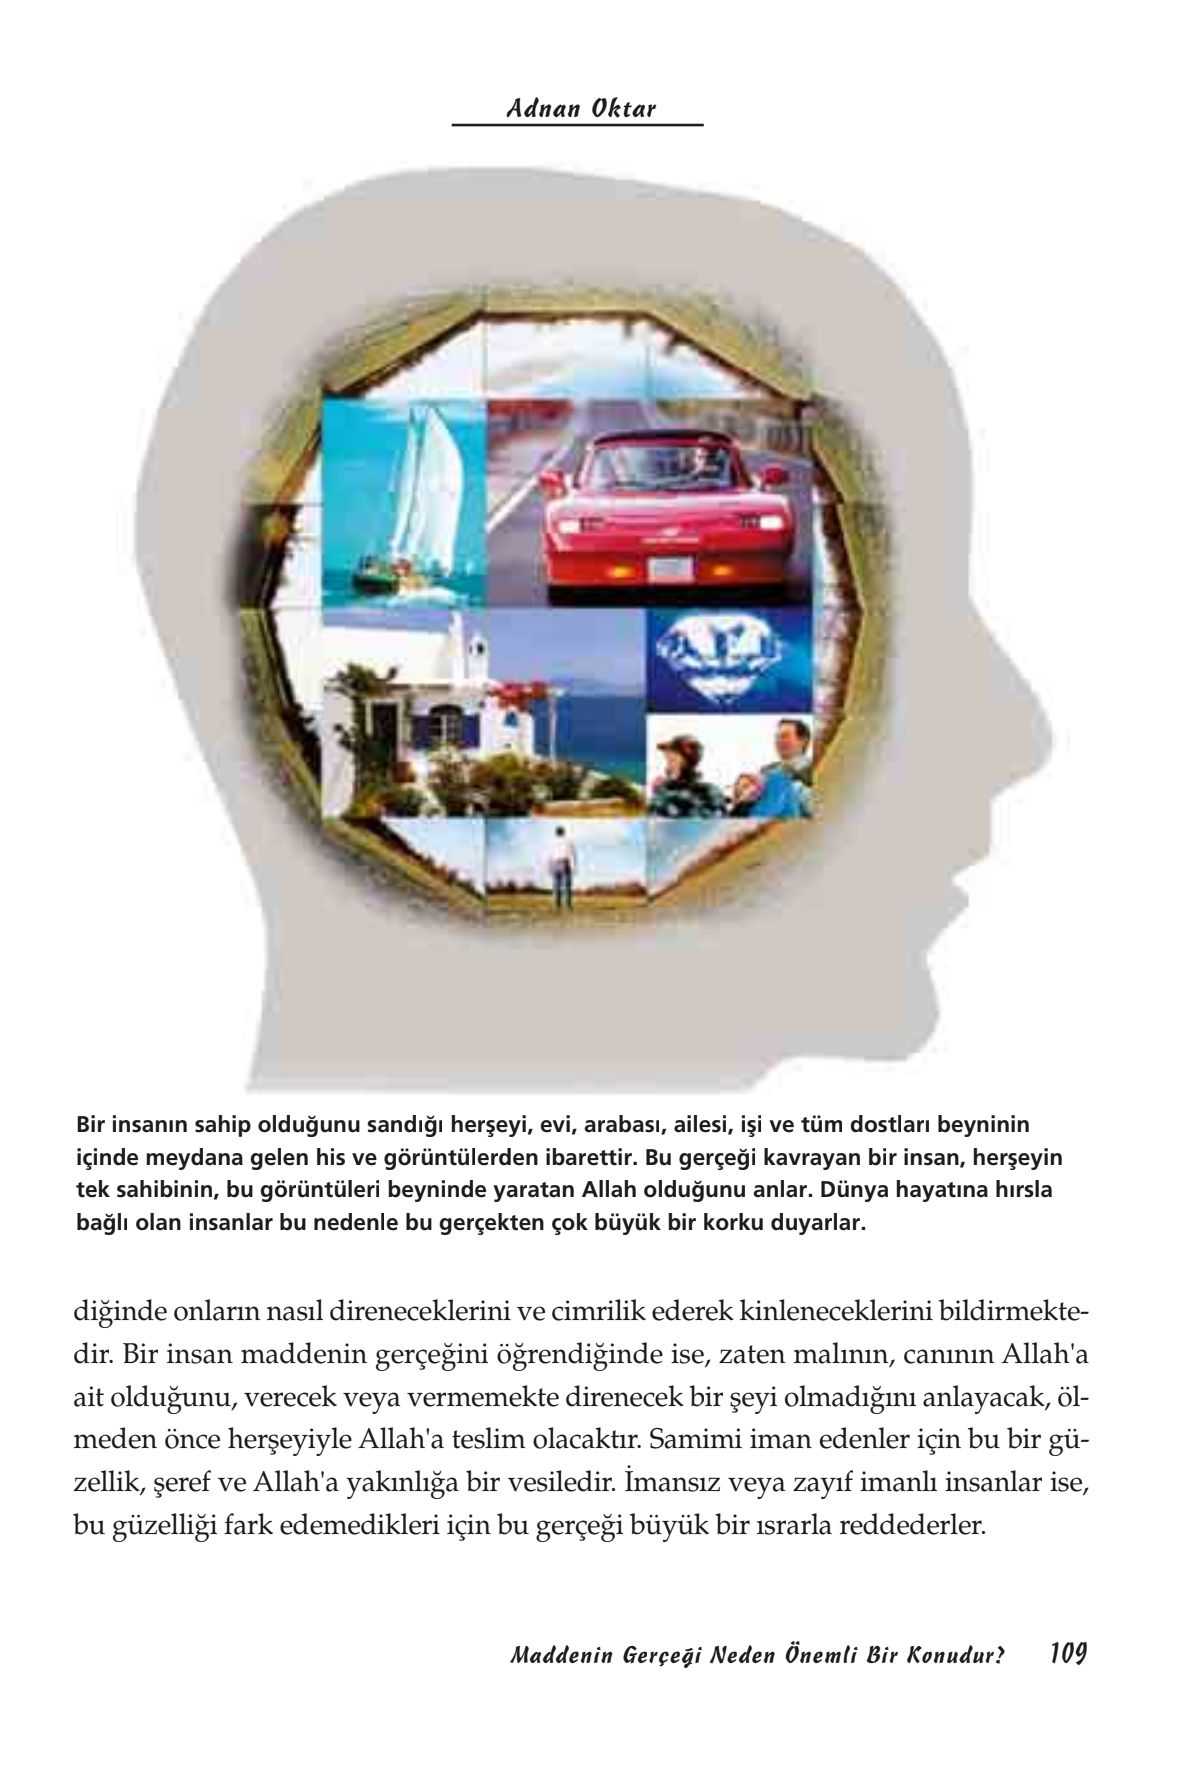 Adnan Oktar
Bir insanın sahip olduğunu sandığı herşeyi, evi, arabası, ailesi, işi ve tüm dostları beyninin
içinde meydana gelen his ve görüntülerden ibarettir. Bu gerçeği kavrayan bir insan, herşeyin
tek sahibinin, bu görüntüleri beyninde yaratan Allah olduğunu anlar. Dünya hayatına hırsla
bağlı olan insanlar bu nedenle bu gerçekten çok büyük bir korku duyarlar.
diğinde onların nasıl direneceklerini ve cimrilik ederek kinleneceklerini bildirmekte-
dir. Bir insan maddenin gerçeğini öğrendiğinde ise, zaten malının, canının Allah'a
ait olduğunu, verecek veya vermemekte direnecek bir şeyi olmadığını anlayacak, öl-
meden önce herşeyiyle Allah'a teslim olacaktır. Samimi iman edenler için bu bir gü-
zellik, şeref ve Allah'a yakınlığa bir vesiledir. İmansız veya zayıf imanlı insanlar ise,
bu güzelliği fark edemedikleri için bu gerçeği büyük bir ısrarla reddederler.
Maddenin Gerçeği Neden Önemli Bir Konudur? 109